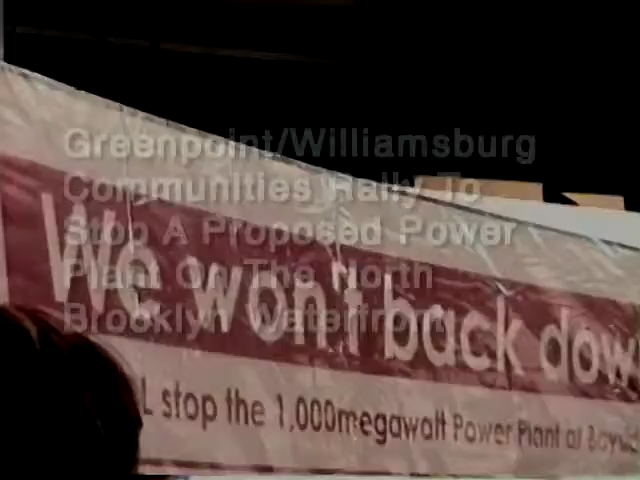 Greenpoint/Williamsburg
Communities Rally To
Stop A Proposed Power
Plant On The North
Brooklyn Waterfront
We won't back down
L stop the 1,000megawatt Power Plant at